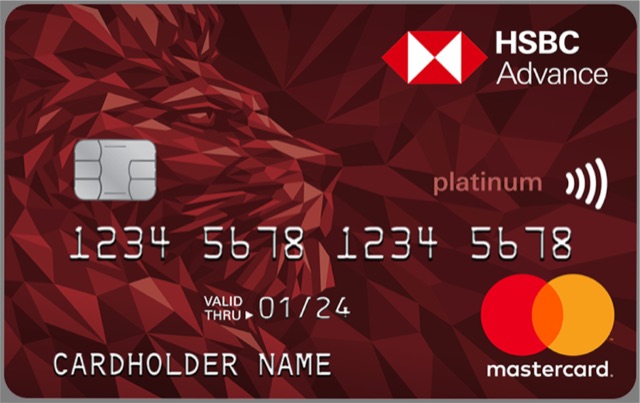 HSBC
Advance
platinum
1234 5678 1234 5678
VALID
THRU ▸ 01/24
CARDHOLDER NAME
mastercard.